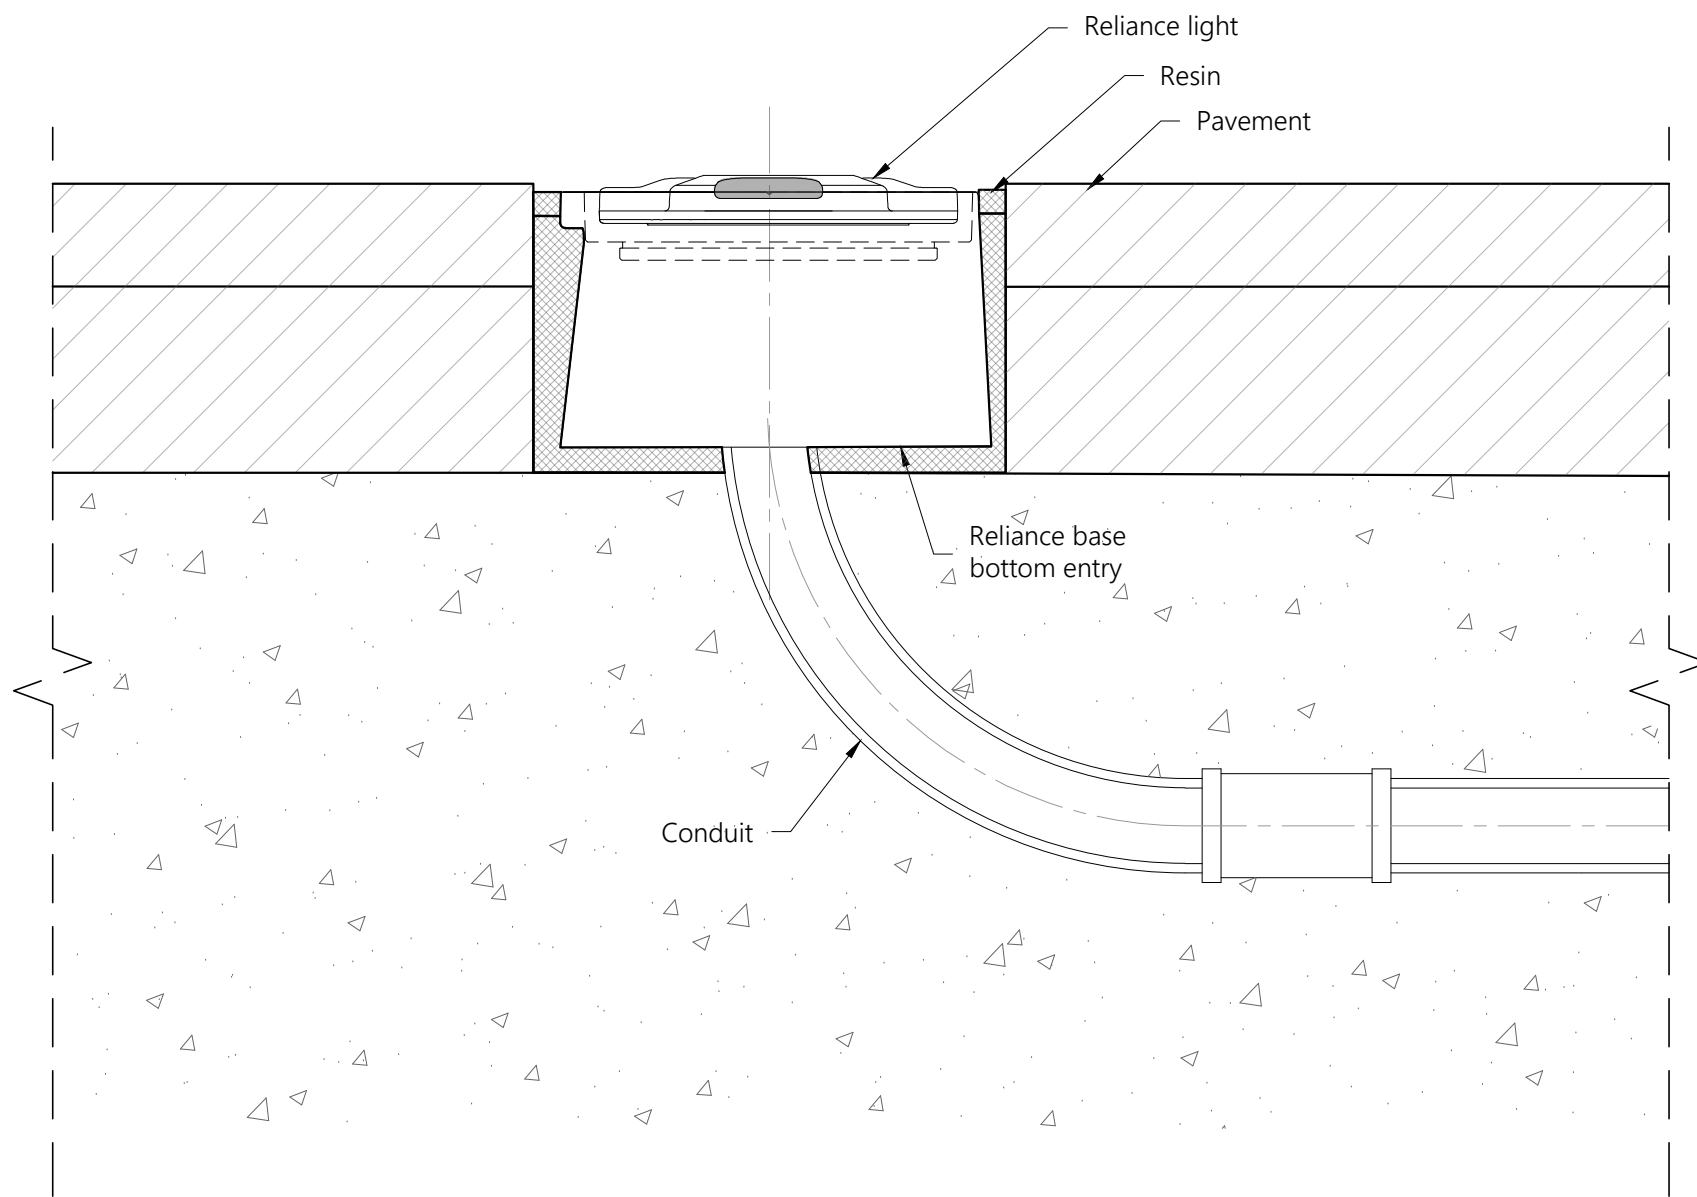 Reliance light
Resin
Pavement
Reliance base
bottom entry
Conduit